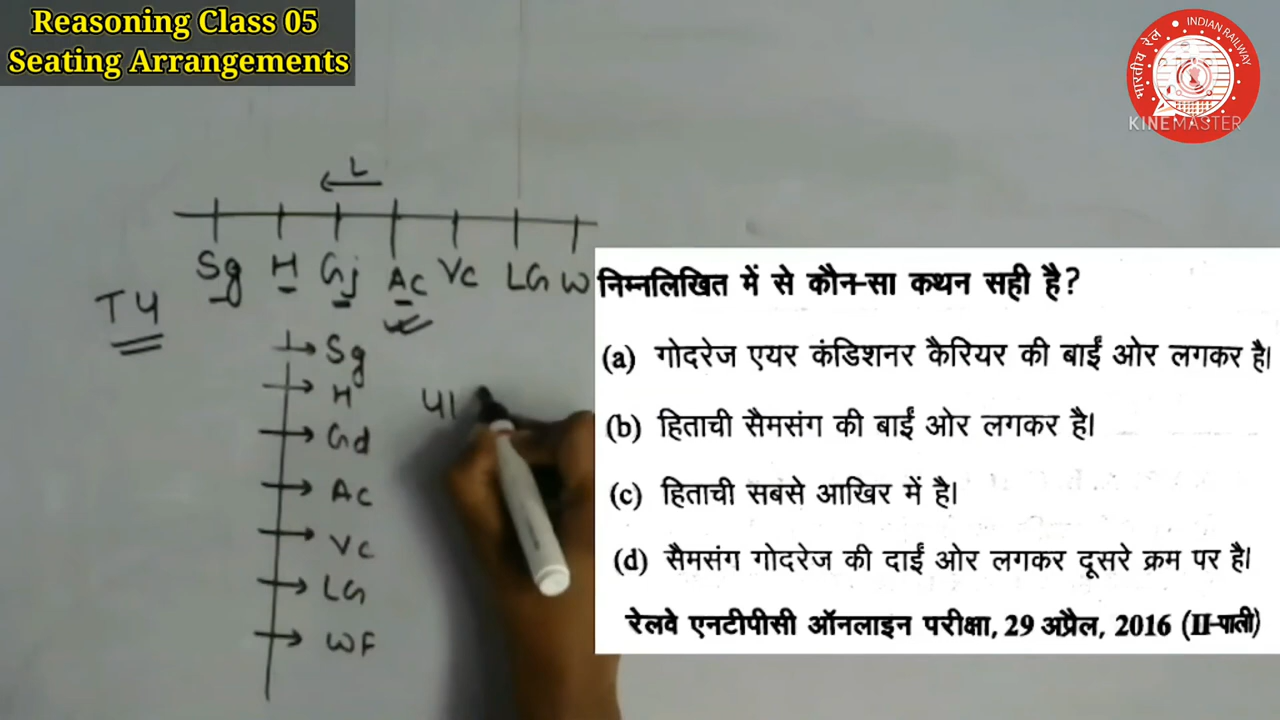 Reasoning Class 05
Seating Arrangements
भारतीय रेल
INDIAN RAILWAY
KINEMASTER
L
Sg H Gj Ac VC LG W
T4
Sg
H
Gd
Ac
VC
LG
WF
निम्नलिखित में से कौन-सा कथन सही है?
(a) गोदरेज एयर कंडिशनर कैरियर की बाईं ओर लगकर है।
(b) हिताची सैमसंग की बाईं ओर लगकर है।
(c) हिताची सबसे आखिर में है।
(d) सैमसंग गोदरेज की दाईं ओर लगकर दूसरे क्रम पर है।
रेलवे एनटीपीसी ऑनलाइन परीक्षा, 29 अप्रैल, 2016 (II-पाली)